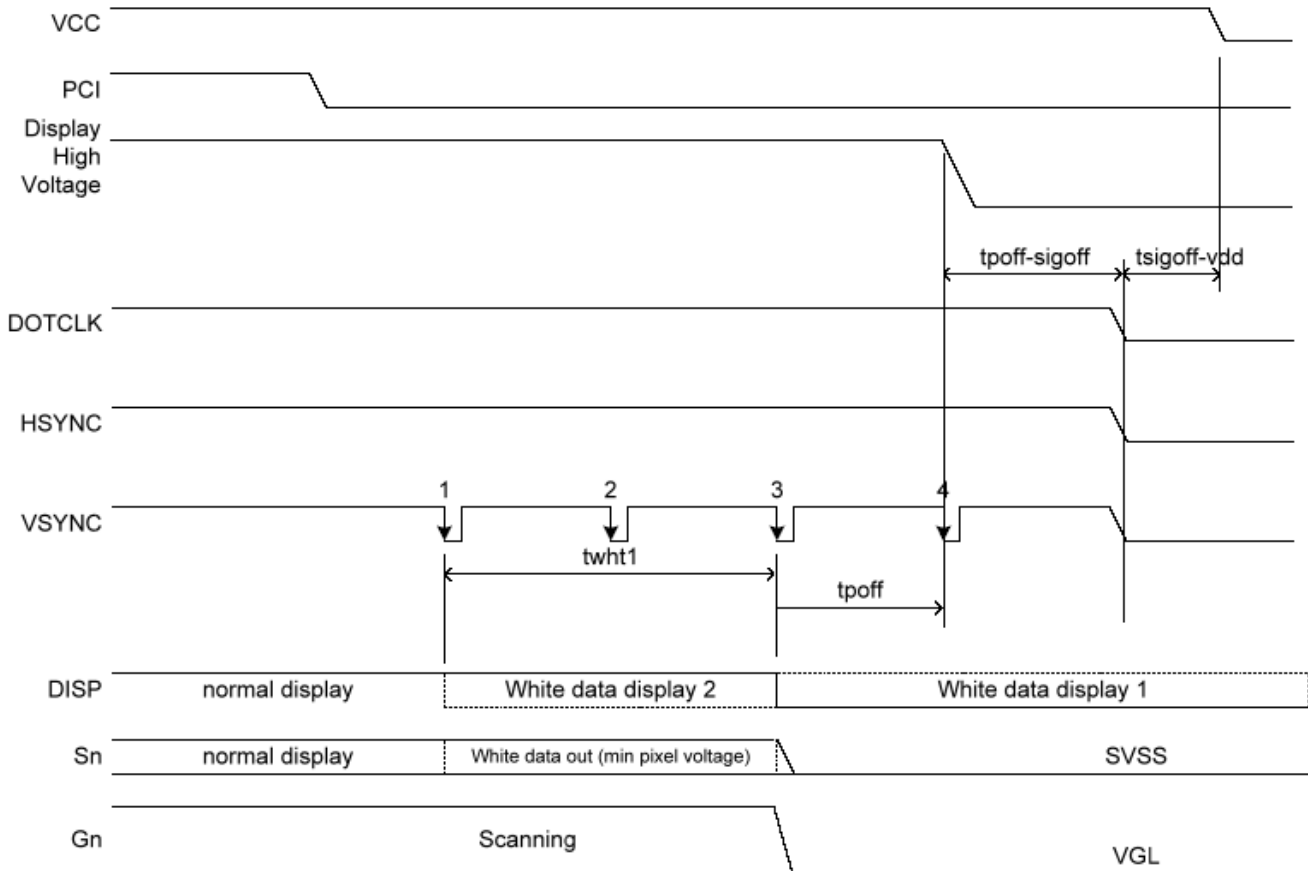 VCC
PCI
Display
High
Voltage
tpoff-sigoff
tsigoff-vdd
DOTCLK
HSYNC
1
2
3
4
VSYNC
twht1
tpoff
DISP
normal display
White data display 2
White data display 1
Sn
normal display
White data out (min pixel voltage)
SVSS
Gn
Scanning
VGL